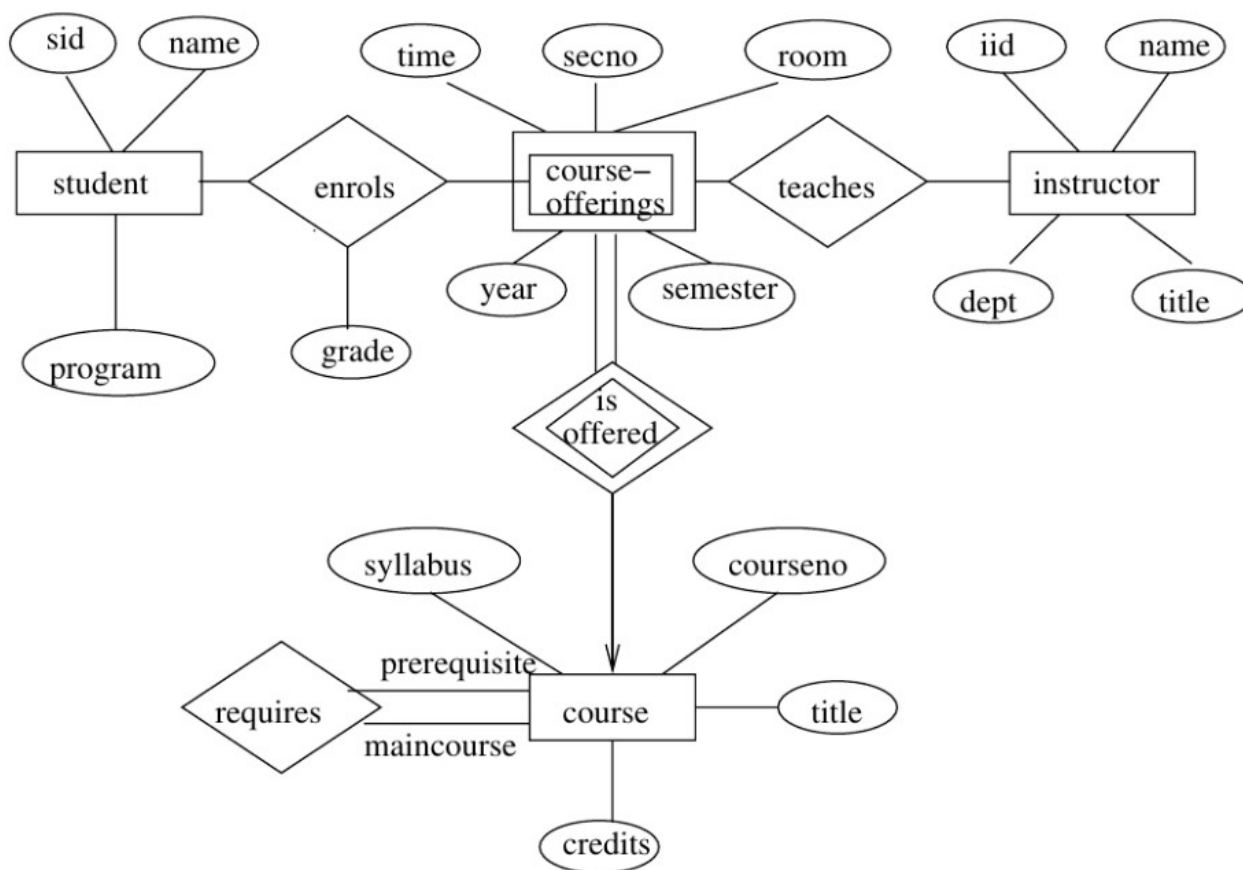 sid
name
time
secno
room
iid
name
student
enrols
course–
offerings
teaches
instructor
year
semester
dept
title
program
grade
is
offered
syllabus
courseno
prerequisite
requires
course
title
maincourse
credits